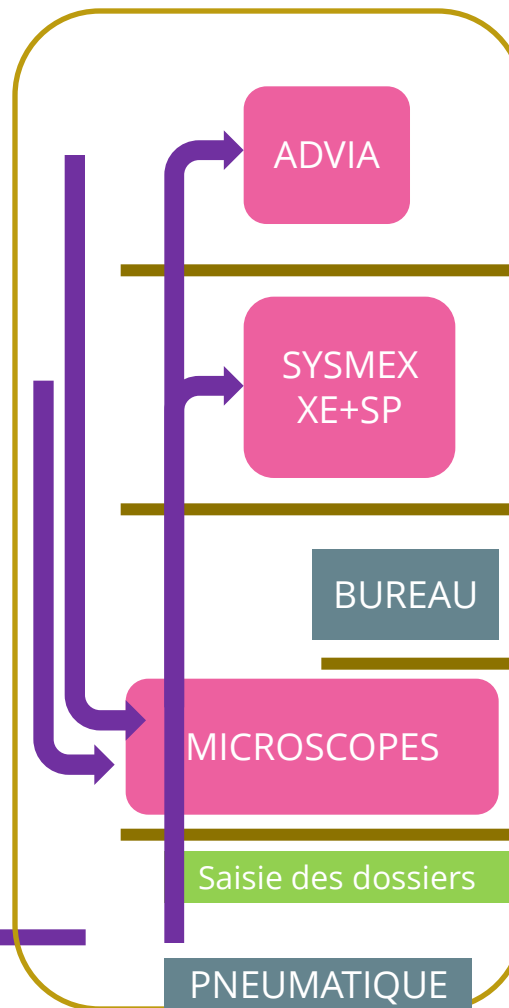 ADVIA
SYSMEX
XE+SP
BUREAU
MICROSCOPES
Saisie des dossiers
PNEUMATIQUE